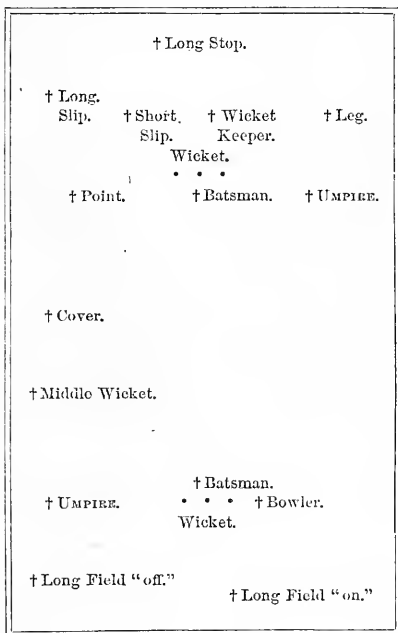 † Long Stop.
† Long. 
Slip. † Short. † Wicket † Leg.
Slip. Keeper.
Wicket.
• • •
† Point. † Batsman. † UMPIRE.
† Cover.
† Middle Wicket.
† Batsman.
† UMPIRE. • • • † Bowler.
Wicket.
† Long Field "off."
† Long Field "on."